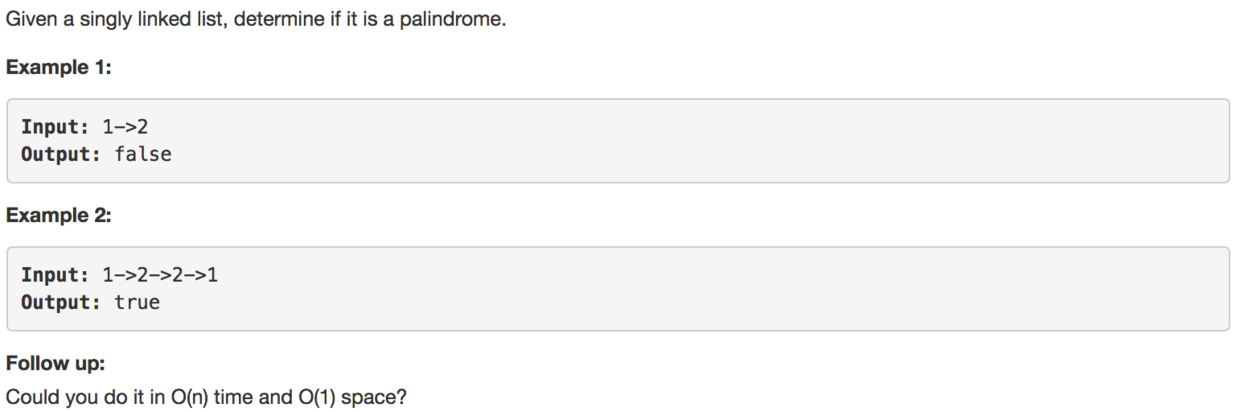 Given a singly linked list, determine if it is a palindrome.
Example 1:
Input: 1->2
Output: false
Example 2:
Input: 1->2->2->1
Output: true
Follow up:
Could you do it in O(n) time and O(1) space?